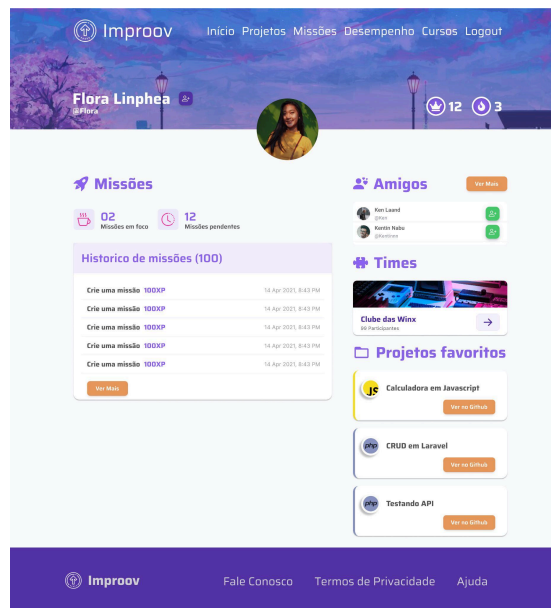 Improov
Início Projetos Missões Desempenho Cursos Logout
Flora Linphea
@Flora
12 3
Missões
02
Missões em foco
12
Missões pendentes
Historico de missões (100)
Crie uma missão 100XP 14 Apr 2021, 8:43 PM
Crie uma missão 100XP 14 Apr 2021, 8:43 PM
Crie uma missão 100XP 14 Apr 2021, 8:43 PM
Crie uma missão 100XP 14 Apr 2021, 8:43 PM
Crie uma missão 100XP 14 Apr 2021, 8:43 PM
Ver Mais
Amigos
Ver Mais
Ken Laand
@Ken
Kentin Nabu
Times
Clube das Winx
99 Participantes
Projetos favoritos
JS
Calculadora em Javascript
Ver no Github
php
CRUD em Laravel
Ver no Github
php
Testando API
Ver no Github
Improov
Fale Conosco Termos de Privacidade Ajuda